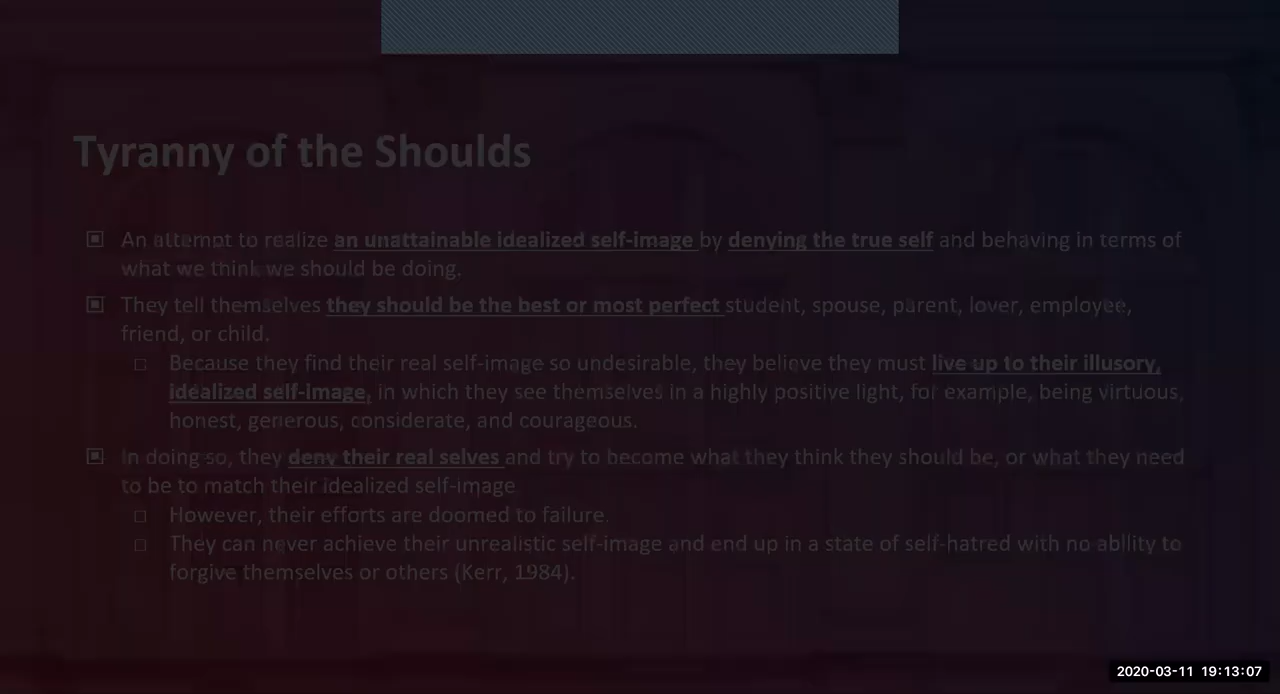 Tyranny of the Shoulds
An attempt to realize an unattainable idealized self-image by denying the true self and behaving in terms of
what we think we should be doing.
They tell themselves they should be the best or most perfect student, spouse, parent, lover, employee,
friend, or child.
Because they find their real self-image so undesirable, they believe they must live up to their illusory,
idealized self-image, in which they see themselves in a highly positive light, for example, being virtuous,
honest, generous, considerate, and courageous.
In doing so, they deny their real selves and try to become what they think they should be, or what they need
to be to match their idealized self-image
However, their efforts are doomed to failure.
They can never achieve their unrealistic self-image and end up in a state of self-hatred with no ability to
forgive themselves or others (Kerr, 1984).
2020-03-11 19:13:07